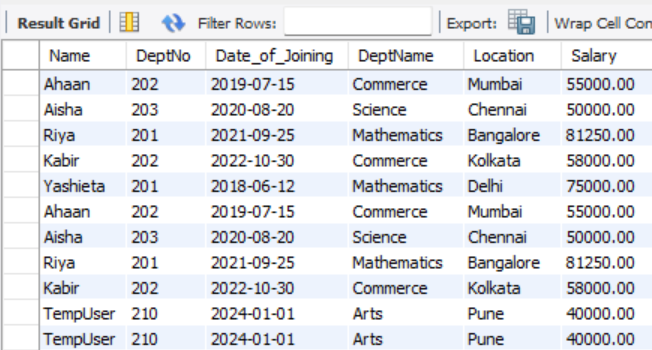 Result Grid Filter Rows: Export: Wrap Cell Con
Name DeptNo Date_of_Joining DeptName Location Salary
Ahaan 202 2019-07-15 Commerce Mumbai 55000.00
Aisha 203 2020-08-20 Science Chennai 50000.00
Riya 201 2021-09-25 Mathematics Bangalore 81250.00
Kabir 202 2022-10-30 Commerce Kolkata 58000.00
Yashieta 201 2018-06-12 Mathematics Delhi 75000.00
Ahaan 202 2019-07-15 Commerce Mumbai 55000.00
Aisha 203 2020-08-20 Science Chennai 50000.00
Riya 201 2021-09-25 Mathematics Bangalore 81250.00
Kabir 202 2022-10-30 Commerce Kolkata 58000.00
TempUser 210 2024-01-01 Arts Pune 40000.00
TempUser 210 2024-01-01 Arts Pune 40000.00